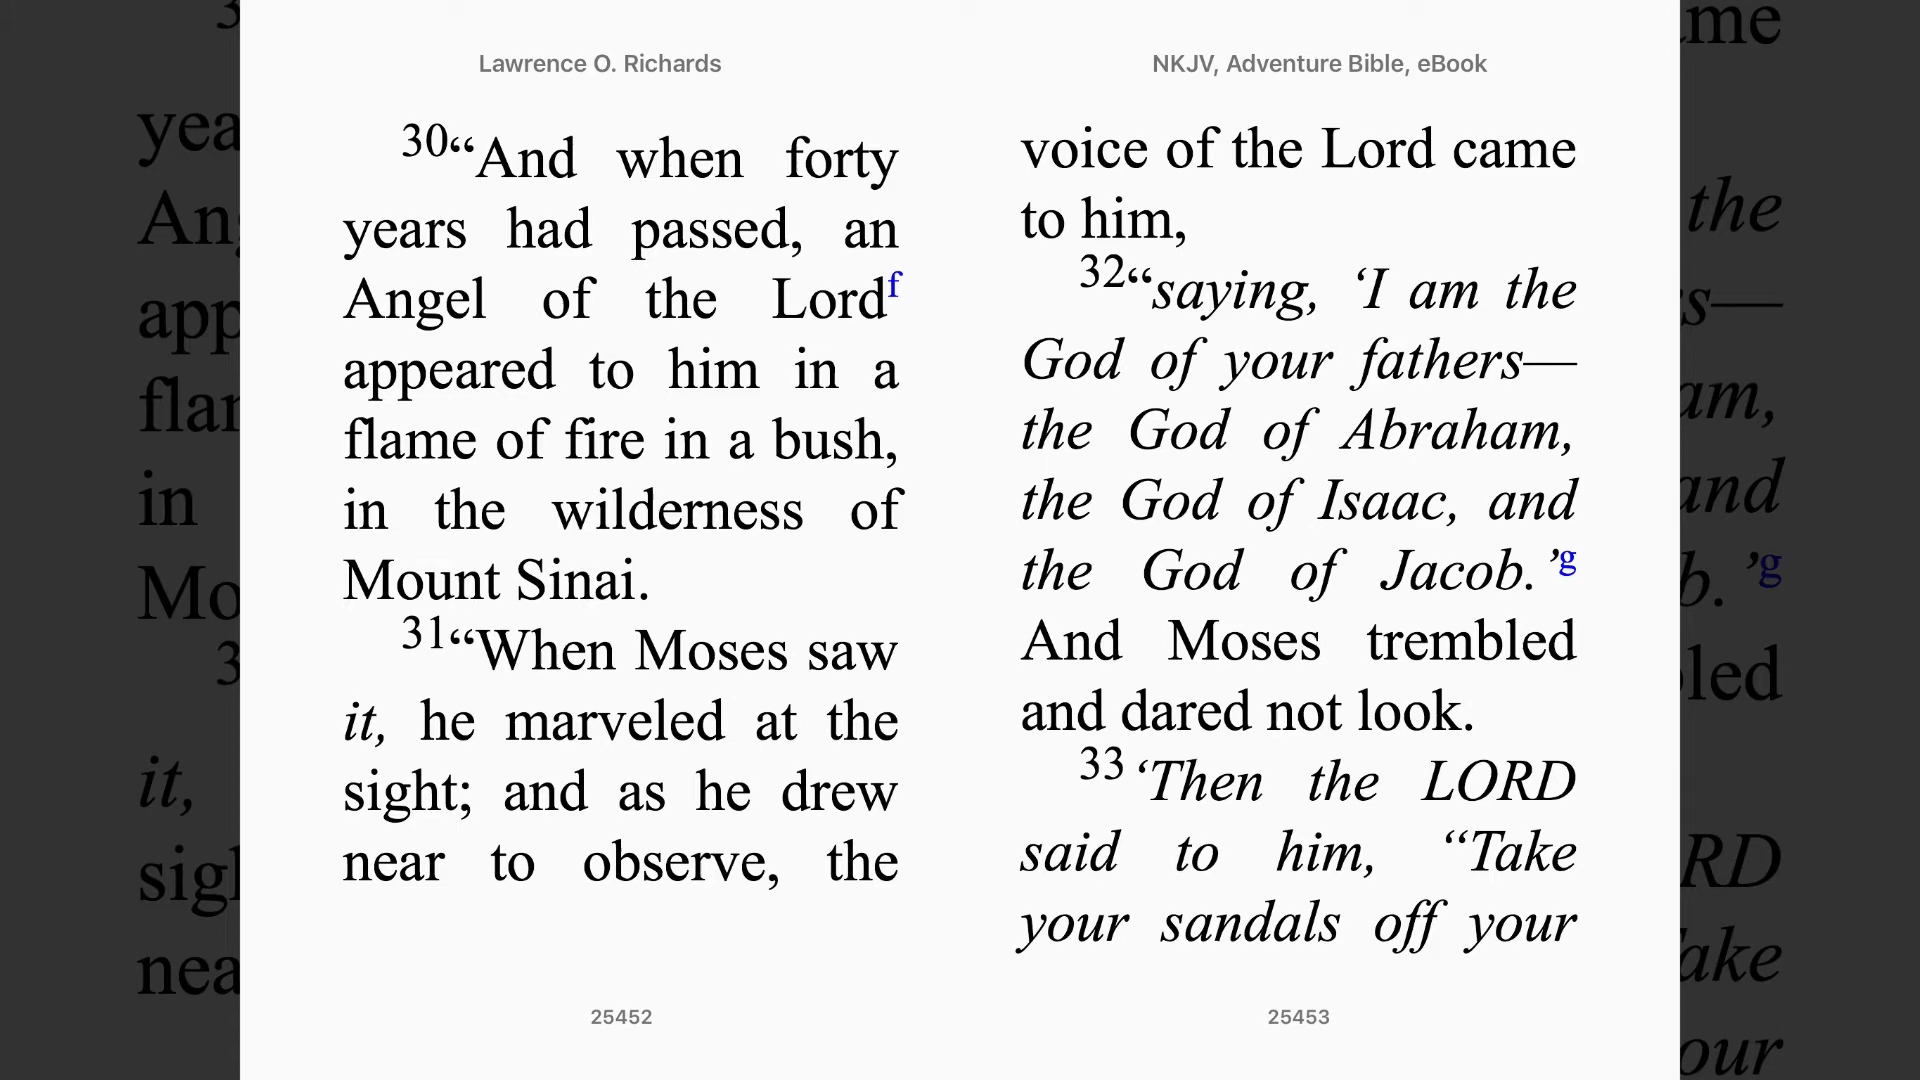 Lawrence O. Richards
30“And when forty
years had passed, an
Angel of the Lordf
appeared to him in a
flame of fire in a bush,
in the wilderness of
Mount Sinai.
31“When Moses saw
it, he marveled at the
sight; and as he drew
near to observe, the
25452
NKJV, Adventure Bible, eBook
voice of the Lord came
to him,
32“saying, ‘I am the
God of your fathers—
the God of Abraham,
the God of Isaac, and
the God of Jacob. ’g
And Moses trembled
and dared not look.
33 ‘Then the LORD
said to him, “Take
your sandals off your
25453